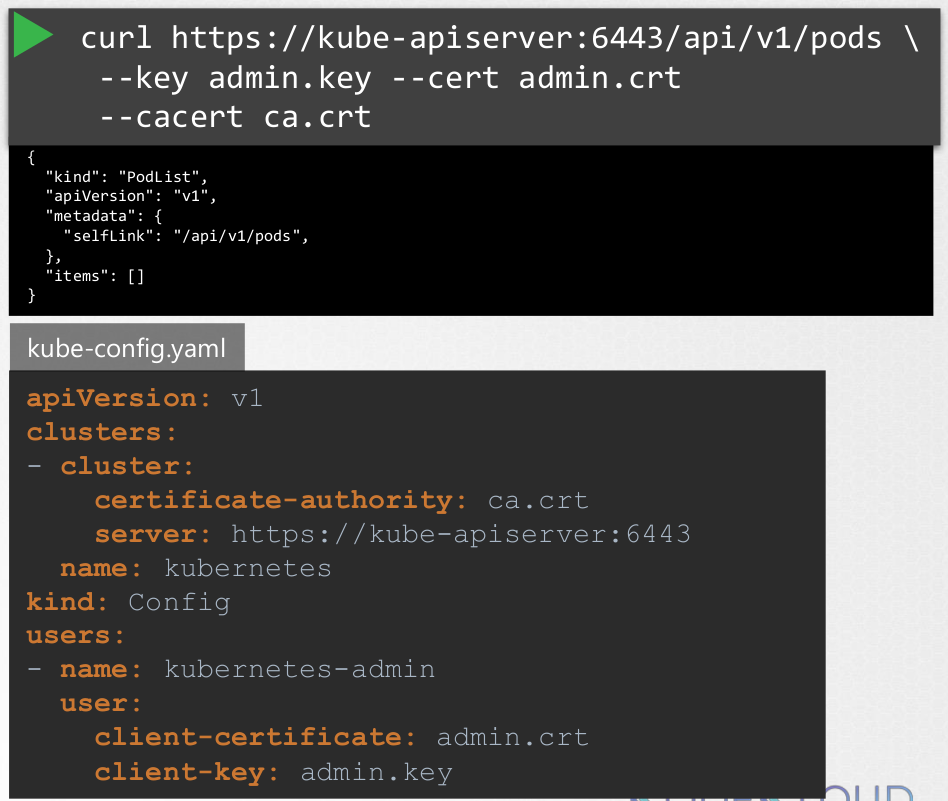 curl https://kube-apiserver:6443/api/v1/pods \
--key admin.key --cert admin.crt
--cacert ca.crt
{
  "kind": "PodList",
  "apiVersion": "v1",
  "metadata": {
    "selfLink": "/api/v1/pods",
  },
  "items": []
}
kube-config.yaml
apiVersion: v1
clusters:
- cluster:
    certificate-authority: ca.crt
    server: https://kube-apiserver:6443
  name: kubernetes
kind: Config
users:
- name: kubernetes-admin
  user:
    client-certificate: admin.crt
    client-key: admin.key